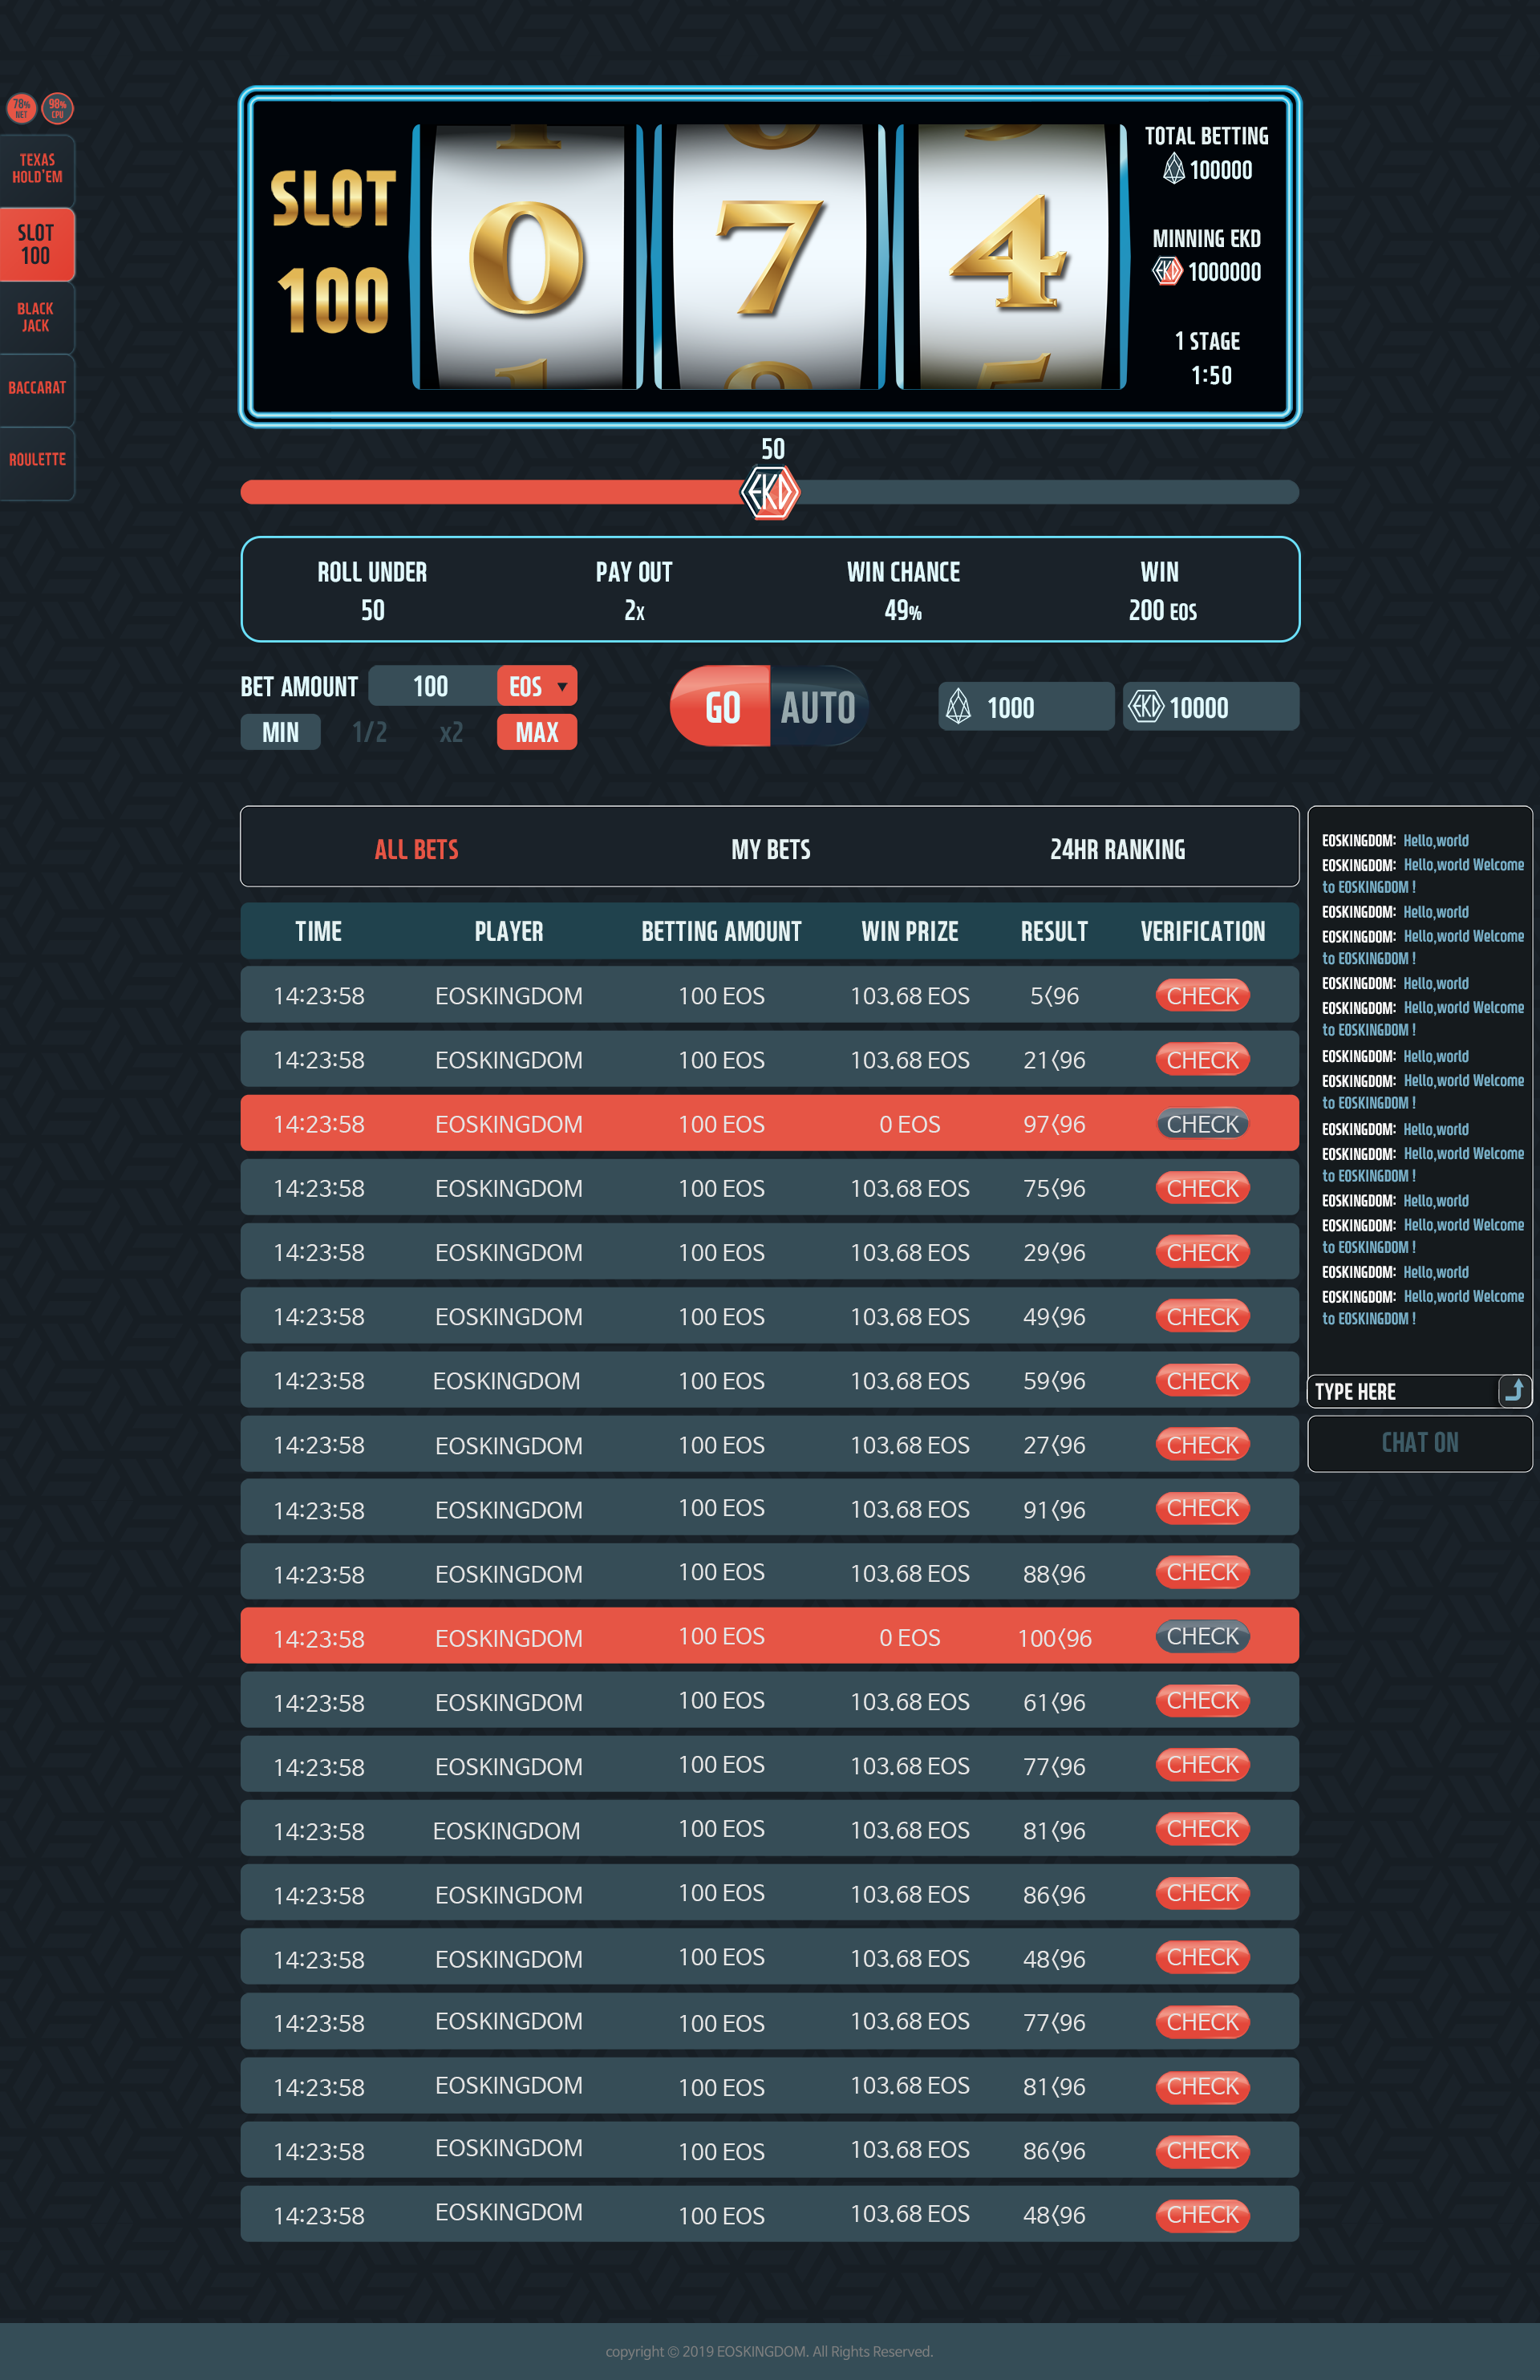 78% NET
98% CPU
TEXAS
HOLD'EM
SLOT
100
BLACK
JACK
BACCARAT
ROULETTE
SLOT
100
0 7 4
TOTAL BETTING
100000
MINNING EKD
EKD 1000000
1 STAGE
1:50
50
EKD
ROLL UNDER PAY OUT WIN CHANCE WIN
50 2X 49% 200 EOS
BET AMOUNT 100 EOS ▼
MIN 1/2 x2 MAX
GO AUTO
1000 EKD 10000
ALL BETS MY BETS 24HR RANKING
TIME PLAYER BETTING AMOUNT WIN PRIZE RESULT VERIFICATION
14:23:58 EOSKINGDOM 100 EOS 103.68 EOS 5<96 CHECK
14:23:58 EOSKINGDOM 100 EOS 103.68 EOS 21<96 CHECK
14:23:58 EOSKINGDOM 100 EOS 0 EOS 97<96 CHECK
14:23:58 EOSKINGDOM 100 EOS 103.68 EOS 75<96 CHECK
14:23:58 EOSKINGDOM 100 EOS 103.68 EOS 29<96 CHECK
14:23:58 EOSKINGDOM 100 EOS 103.68 EOS 49<96 CHECK
14:23:58 EOSKINGDOM 100 EOS 103.68 EOS 59<96 CHECK
14:23:58 EOSKINGDOM 100 EOS 103.68 EOS 27<96 CHECK
14:23:58 EOSKINGDOM 100 EOS 103.68 EOS 91<96 CHECK
14:23:58 EOSKINGDOM 100 EOS 103.68 EOS 88<96 CHECK
14:23:58 EOSKINGDOM 100 EOS 0 EOS 100<96 CHECK
14:23:58 EOSKINGDOM 100 EOS 103.68 EOS 61<96 CHECK
14:23:58 EOSKINGDOM 100 EOS 103.68 EOS 77<96 CHECK
14:23:58 EOSKINGDOM 100 EOS 103.68 EOS 81<96 CHECK
14:23:58 EOSKINGDOM 100 EOS 103.68 EOS 86<96 CHECK
14:23:58 EOSKINGDOM 100 EOS 103.68 EOS 48<96 CHECK
14:23:58 EOSKINGDOM 100 EOS 103.68 EOS 77<96 CHECK
14:23:58 EOSKINGDOM 100 EOS 103.68 EOS 81<96 CHECK
14:23:58 EOSKINGDOM 100 EOS 103.68 EOS 86<96 CHECK
14:23:58 EOSKINGDOM 100 EOS 103.68 EOS 48<96 CHECK
EOSKINGDOM: Hello,world
EOSKINGDOM: Hello,world Welcome
to EOSKINGDOM !
EOSKINGDOM: Hello,world
EOSKINGDOM: Hello,world Welcome
to EOSKINGDOM !
EOSKINGDOM: Hello,world
EOSKINGDOM: Hello,world Welcome
to EOSKINGDOM !
EOSKINGDOM: Hello,world
EOSKINGDOM: Hello,world Welcome
to EOSKINGDOM !
EOSKINGDOM: Hello,world
EOSKINGDOM: Hello,world Welcome
to EOSKINGDOM !
EOSKINGDOM: Hello,world
EOSKINGDOM: Hello,world Welcome
to EOSKINGDOM !
EOSKINGDOM: Hello,world
EOSKINGDOM: Hello,world Welcome
to EOSKINGDOM !
TYPE HERE
CHAT ON
copyright © 2019 EOSKINGDOM. All Rights Reserved.